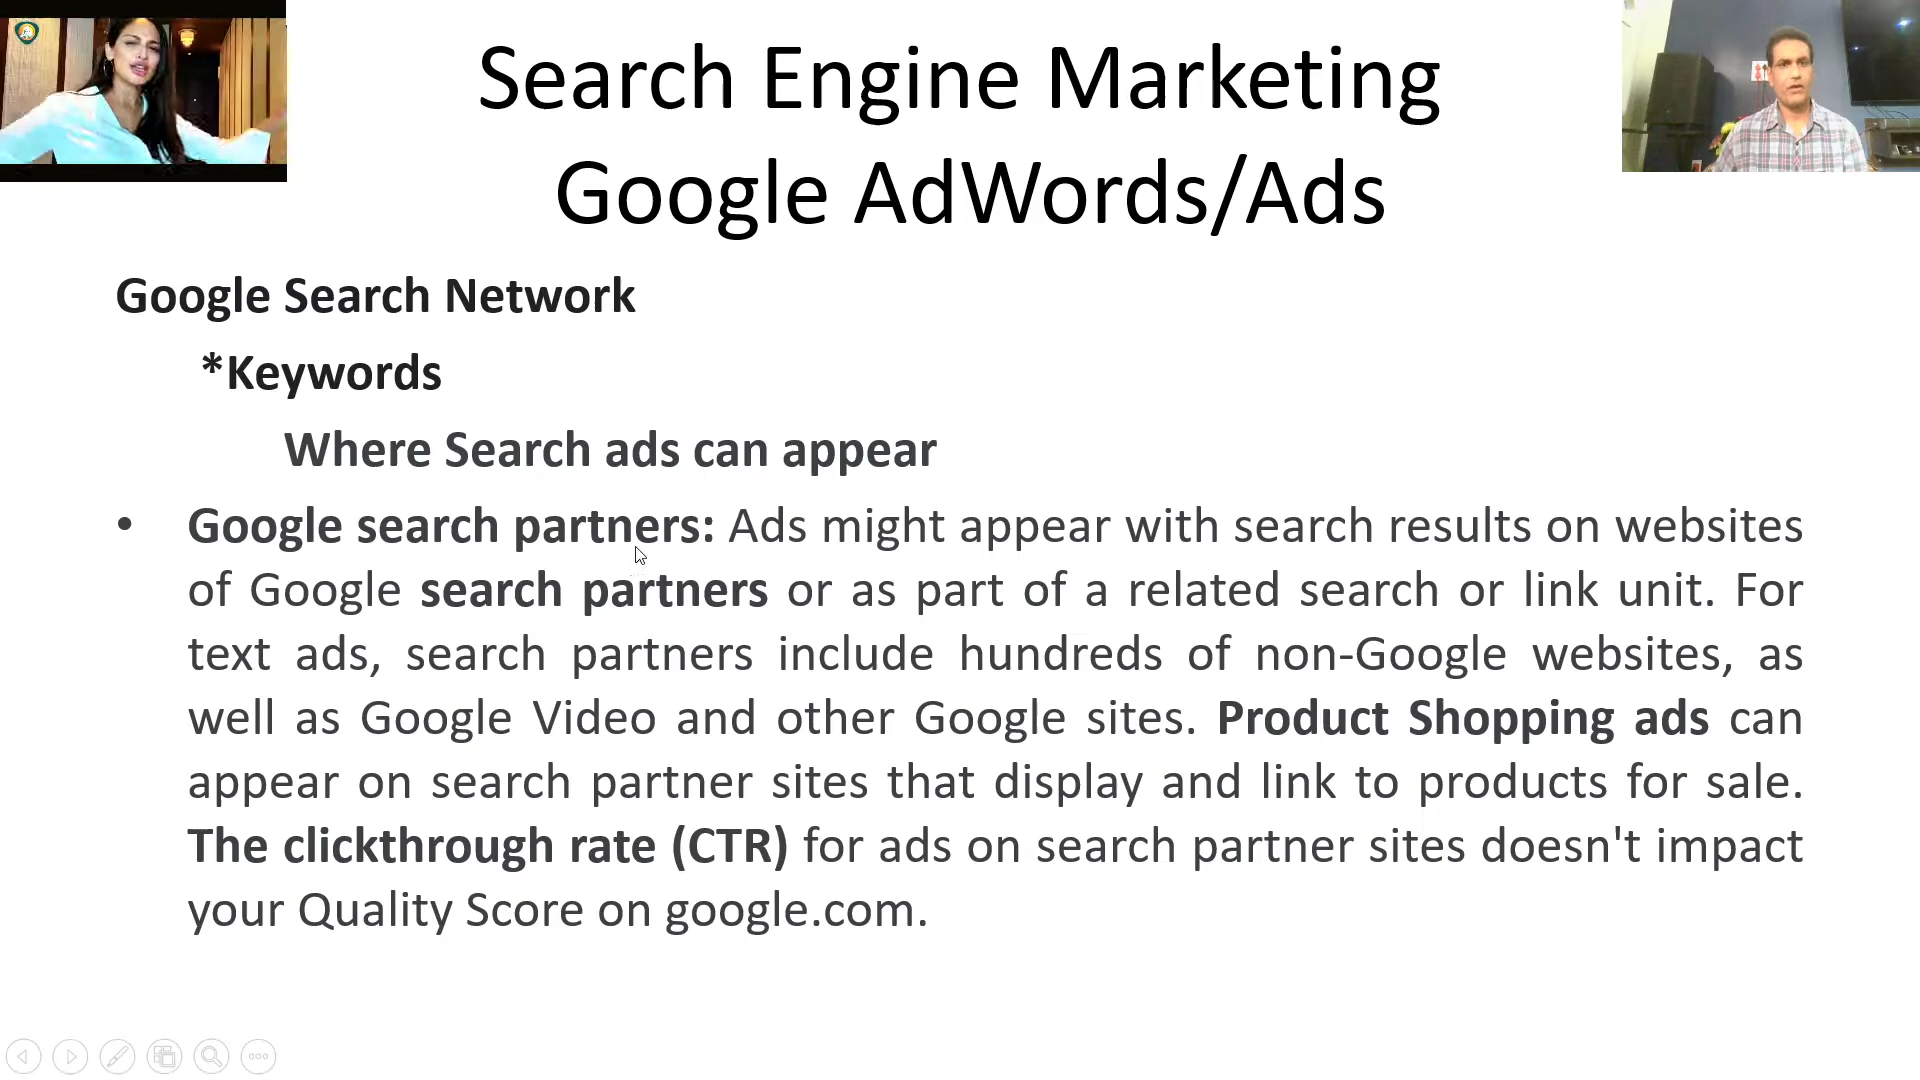 Search Engine Marketing
Google AdWords/Ads
Google Search Network
*Keywords
Where Search ads can appear
• Google search partners: Ads might appear with search results on websites
of Google search partners or as part of a related search or link unit. For
text ads, search partners include hundreds of non-Google websites, as
well as Google Video and other Google sites. Product Shopping ads can
appear on search partner sites that display and link to products for sale.
The clickthrough rate (CTR) for ads on search partner sites doesn't impact
your Quality Score on google.com.